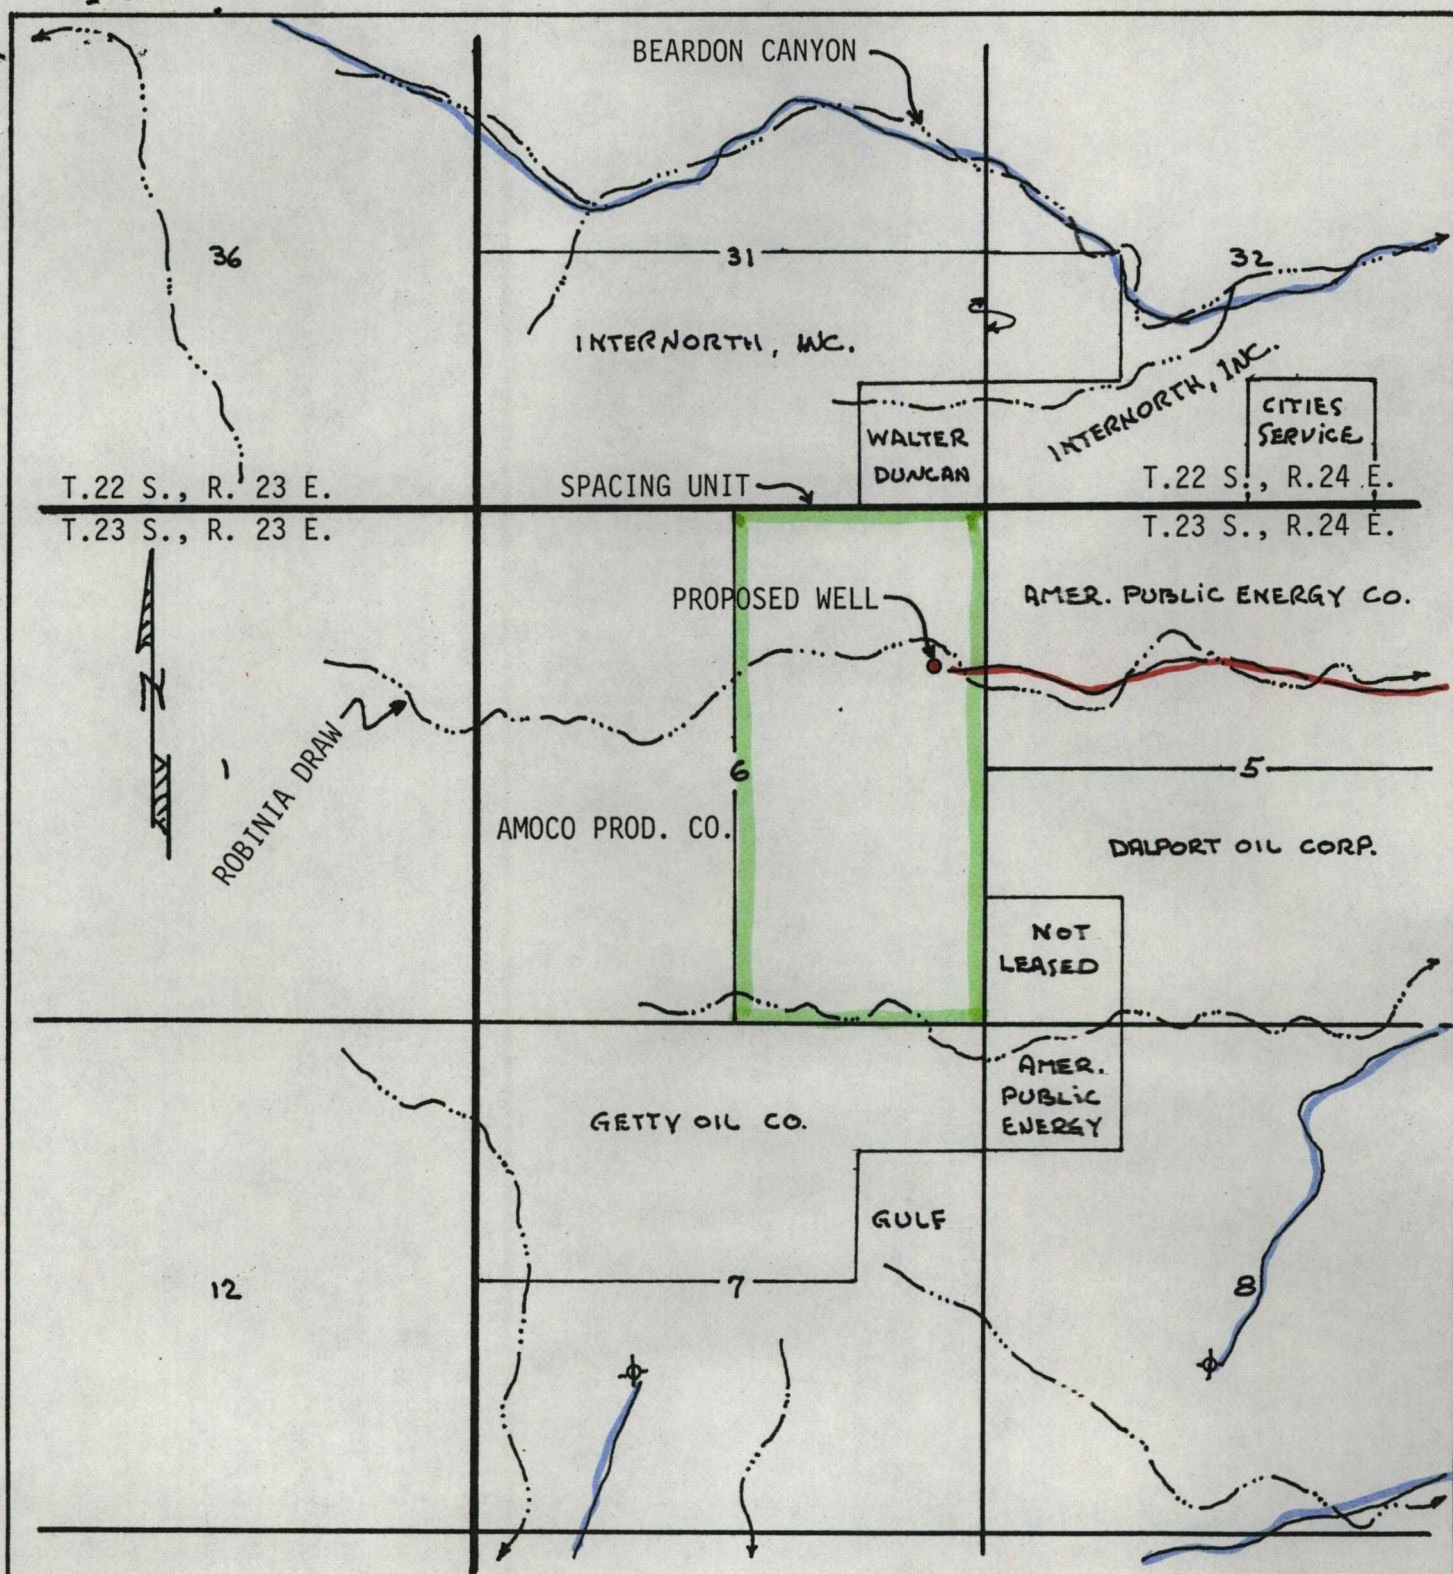 BEARDON CANYON
36
31
32
INTERNORTH, INC.
INTERNORTH, INC.
CITIES
SERVICE
WALTER
DUNCAN
T.22 S., R. 23 E.
SPACING UNIT
T.22 S., R.24 E.
T.23 S., R. 23 E.
T.23 S., R.24 E.
PROPOSED WELL
AMER. PUBLIC ENERGY CO.
N
ROBINIA DRAW
1
6
5
AMOCO PROD. CO.
DALPORT OIL CORP.
NOT
LEASED
AMER.
PUBLIC
ENERGY
GETTY OIL CO.
GULF
12
7
8